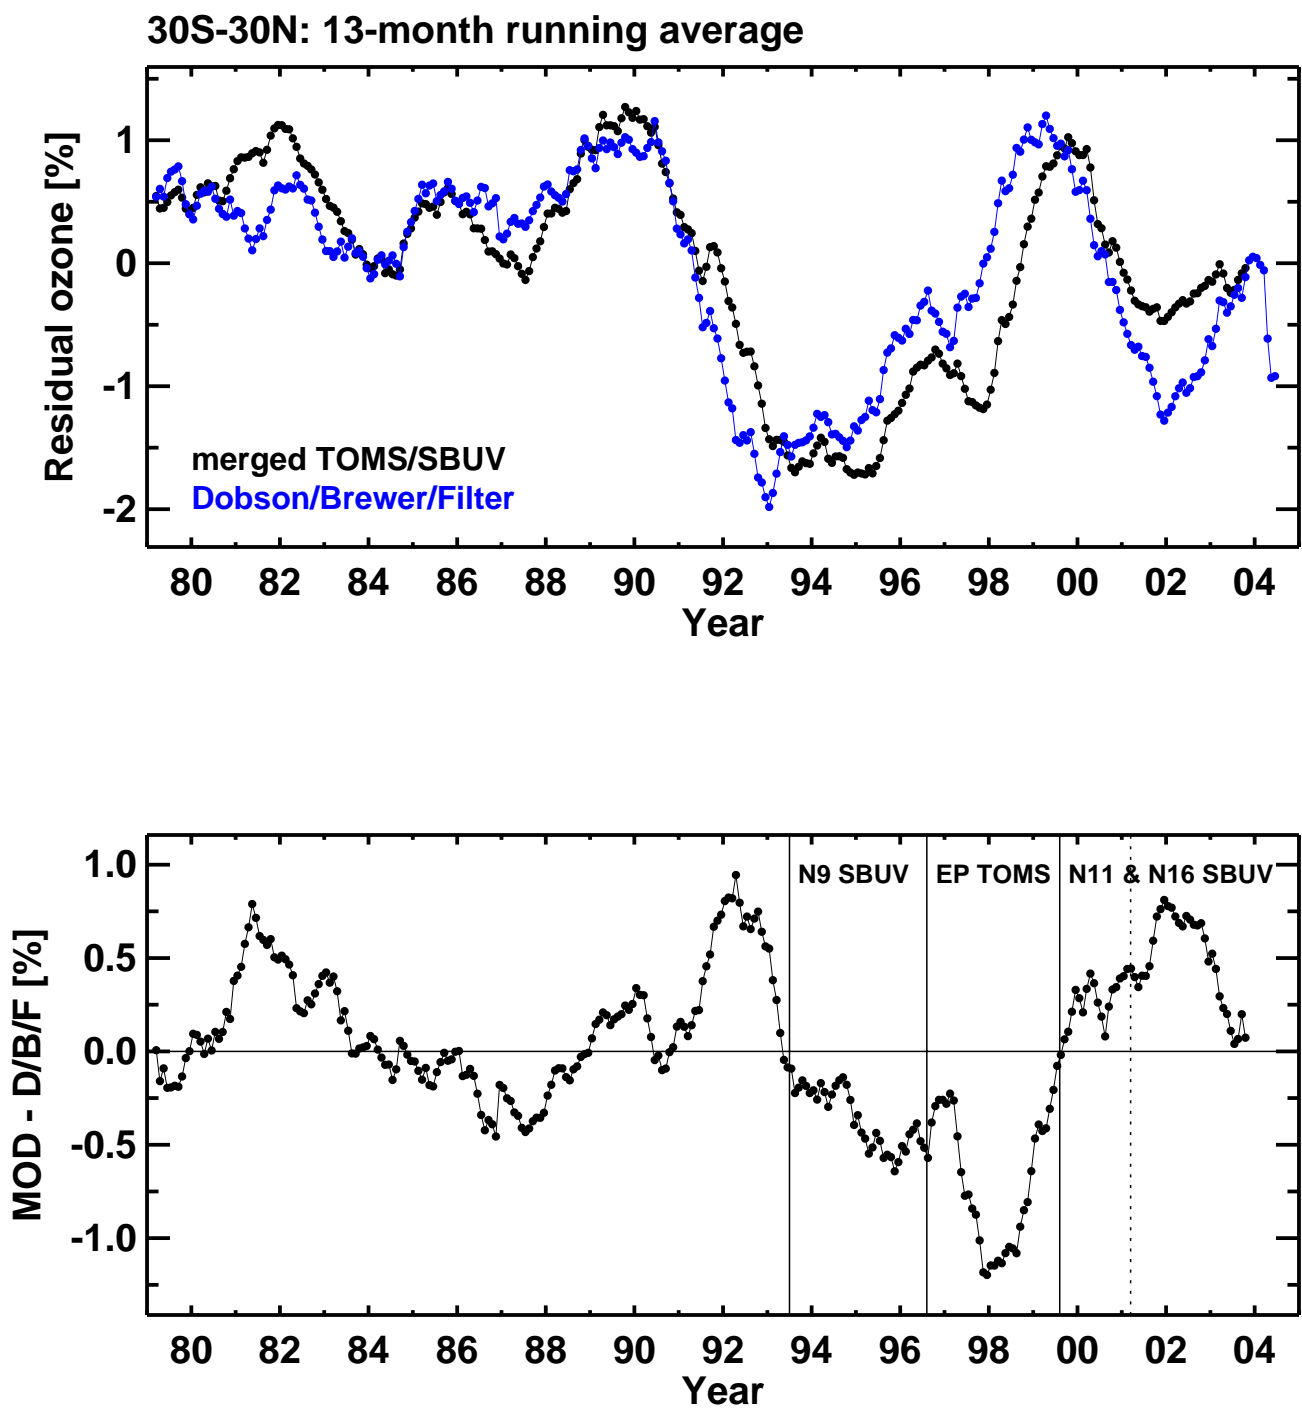 30S-30N: 13-month running average
Residual ozone [%]
1
0
-1
-2
merged TOMS/SBUV
Dobson/Brewer/Filter
80 82 84 86 88 90 92 94 96 98 00 02 04
Year
MOD - D/B/F [%]
1.0
0.5
0.0
-0.5
-1.0
N9 SBUV EP TOMS N11 & N16 SBUV
80 82 84 86 88 90 92 94 96 98 00 02 04
Year